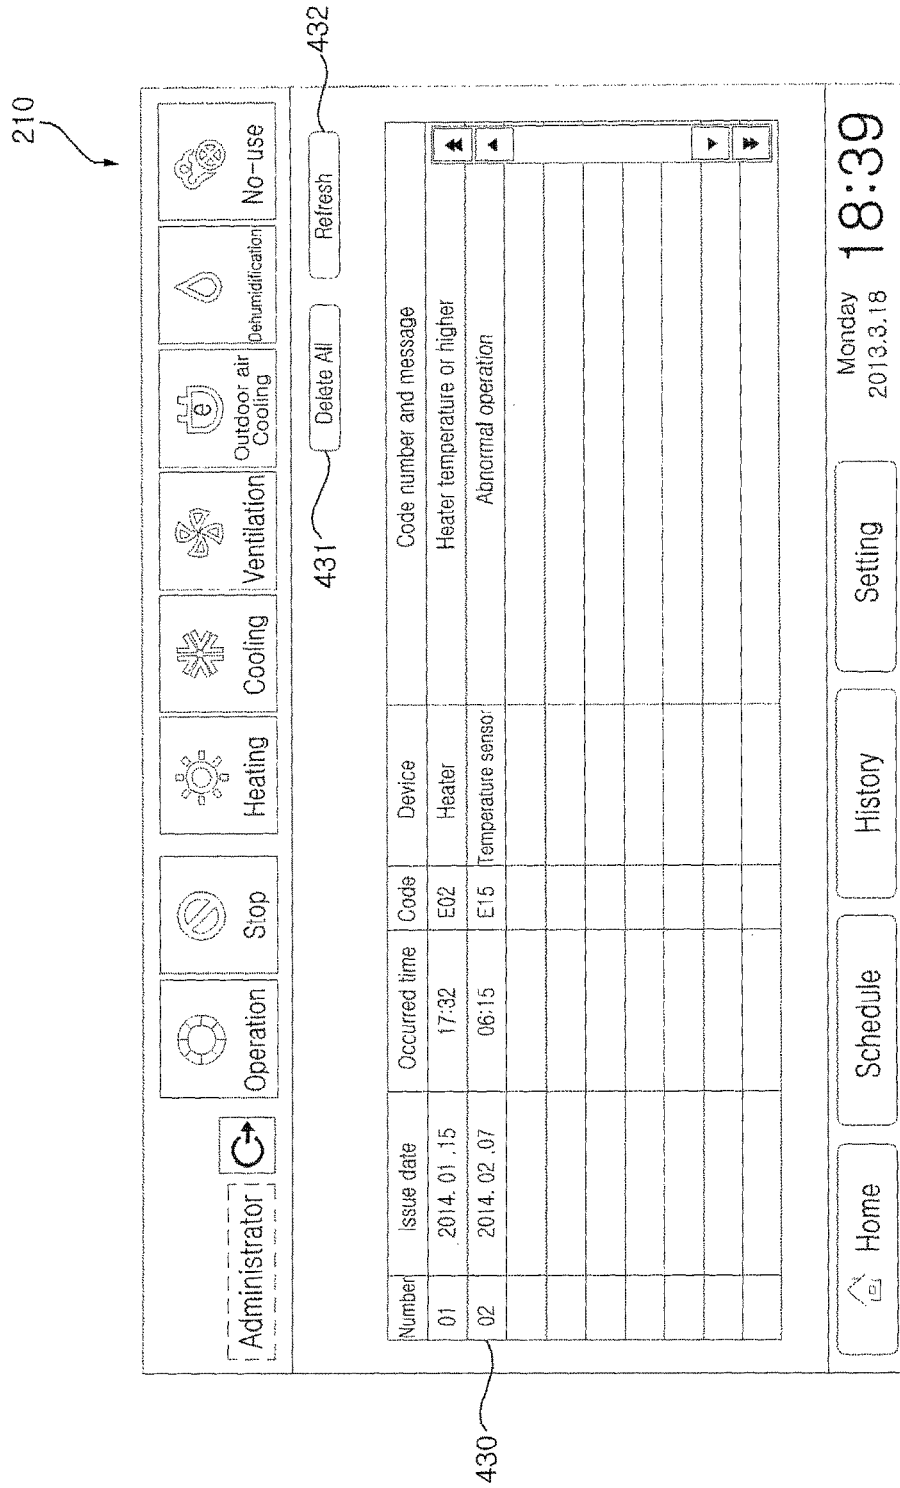 210
Administrator
Operation
Stop
Heating
Cooling
Ventilation
Outdoor air
Cooling
Dehumidification
No-use
431
Delete All
Refresh
432
Number Issue date Occurred time Code Device Code number and message
01 2014. 01 .15 17:32 E02 Heater Heater temperature or higher
02 2014. 02 .07 06:15 E15 Temperature sensor Abnormal operation
430
Home
Schedule
History
Setting
Monday
2013.3.18
18:39